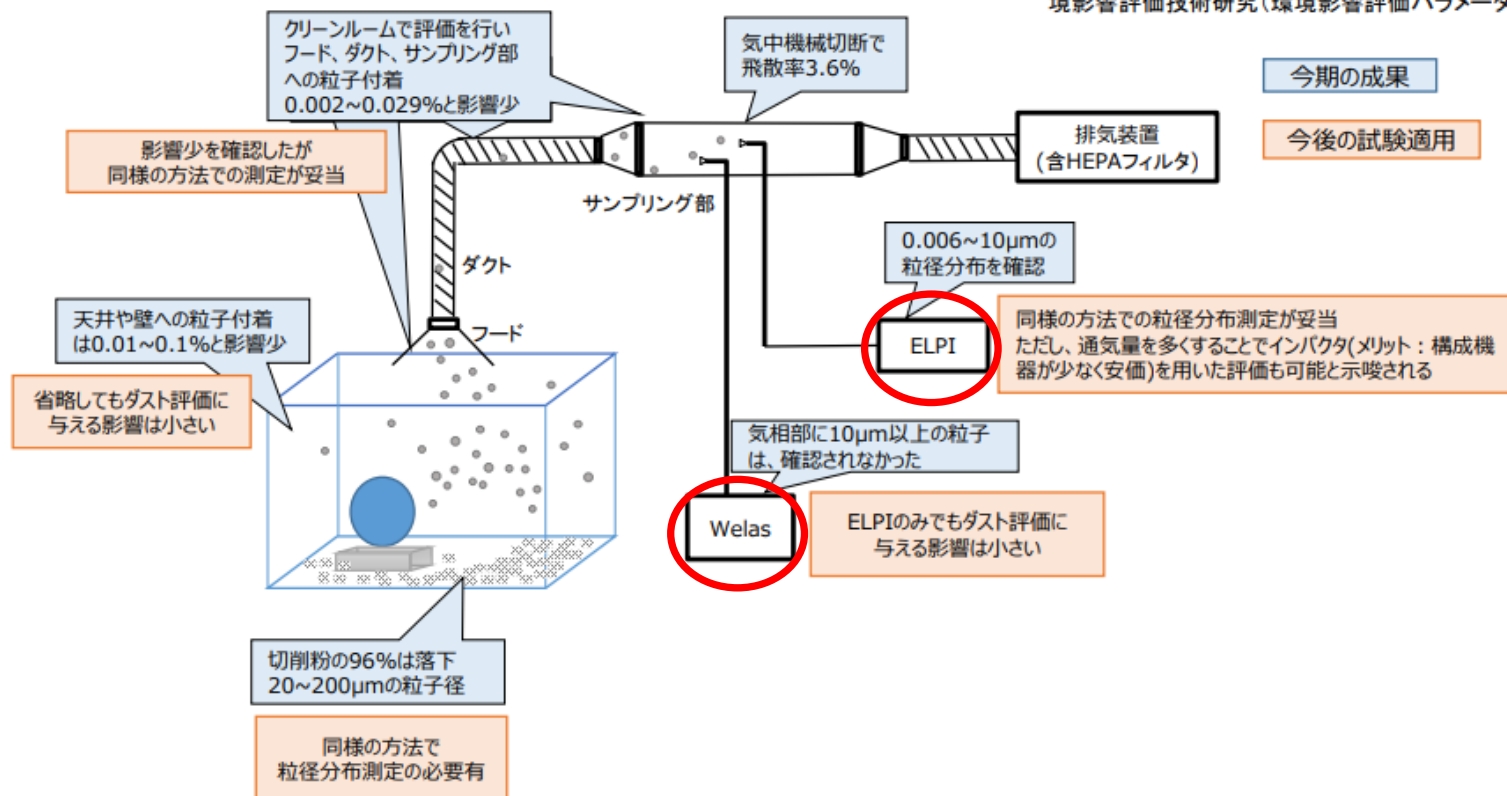 境影響評価技術研究(環境影響評価パラメータ
クリーンルームで評価を行い
フード、ダクト、サンプリング部
への粒子付着
0.002~0.029%と影響少
気中機械切断で
飛散率3.6%
今期の成果
今後の試験適用
影響少を確認したが
同様の方法での測定が妥当
排気装置
(含HEPAフィルタ)
サンプリング部
ダクト
0.006~10μmの
粒径分布を確認
天井や壁への粒子付着
は0.01~0.1%と影響少
フード
ELPI
同様の方法での粒径分布測定が妥当
ただし、通気量を多くすることでインパクタ(メリット:構成機
器が少なく安価)を用いた評価も可能と示唆される
省略してもダスト評価に
与える影響は小さい
気相部に10μm以上の粒子
は、確認されなかった
Welas
ELPIのみでもダスト評価に
与える影響は小さい
切削粉の96%は落下
20~200μmの粒子径
同様の方法で
粒径分布測定の必要有